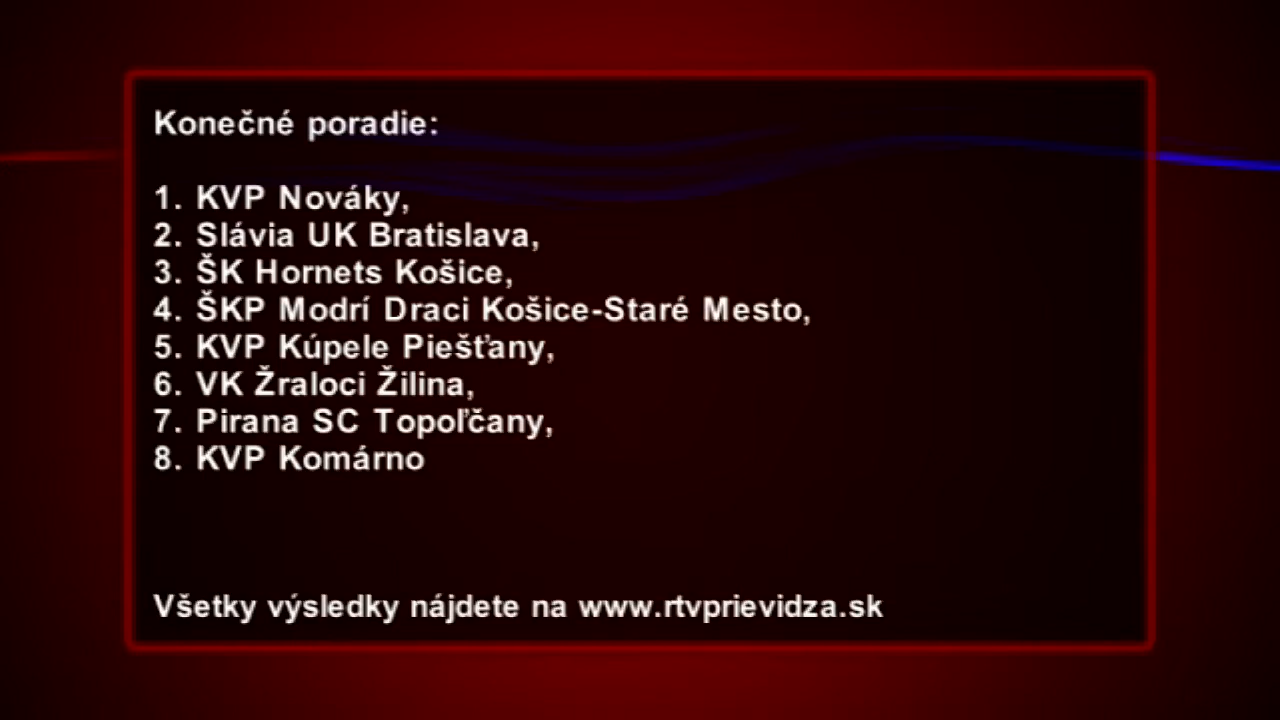 Konečné poradie:
1. KVP Nováky,
2. Slávia UK Bratislava,
3. ŠK Hornets Košice,
4. ŠKP Modrí Draci Košice-Staré Mesto,
5. KVP Kúpele Piešťany,
6. VK Žraloci Žilina,
7. Pirana SC Topoľčany,
8. KVP Komárno
Všetky výsledky nájdete na www.rtvprievidza.sk